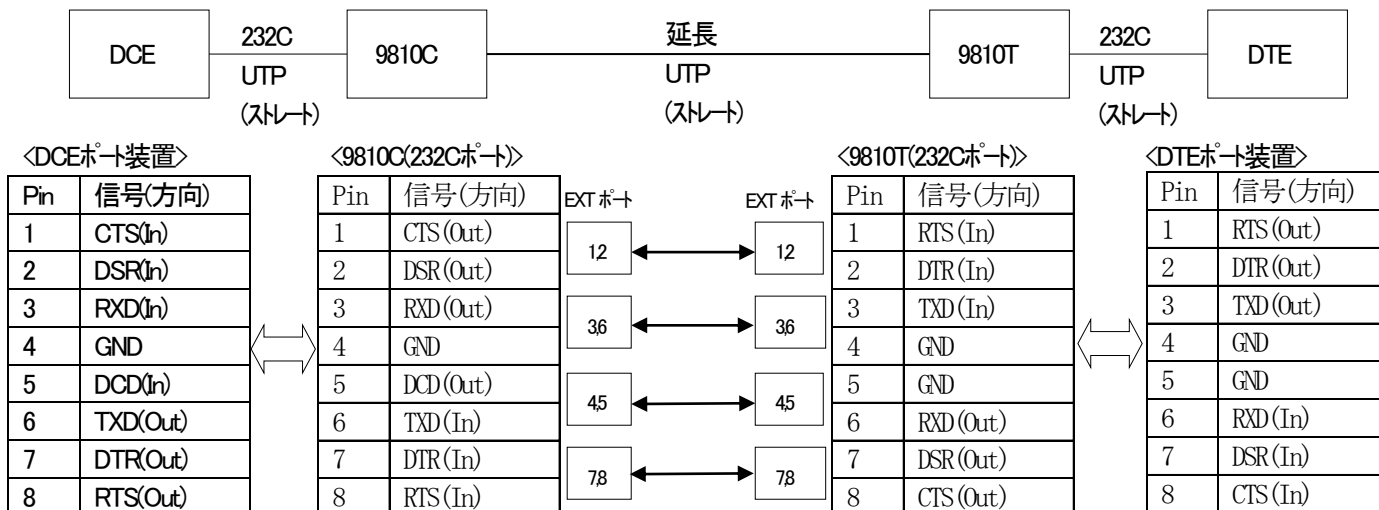 DCE 232C 9810C 延長 9810T 232C DTE
UTP UTP UTP
(ストレート) (ストレート) (ストレート)
<DCEポート装置> <9810C(232Cポート)> <9810T(232Cポート)> <DTEポート装置>
Pin 信号(方向) Pin 信号(方向) EXTポート EXTポート Pin 信号(方向) Pin 信号(方向)
1 CTS(In) 1 CTS(Out) 1,2 1,2 1 RTS(In) 1 RTS(Out)
2 DSR(In) 2 DSR(Out) 2 DTR(In) 2 DTR(Out)
3 RXD(In) 3 RXD(Out) 3,6 3,6 3 TXD(In) 3 TXD(Out)
4 GND 4 GND 4 GND 4 GND
5 DCD(In) 5 DCD(Out) 4,5 4,5 5 GND 5 GND
6 TXD(Out) 6 TXD(In) 6 RXD(Out) 6 RXD(In)
7 DTR(Out) 7 DTR(In) 7,8 7,8 7 DSR(Out) 7 DSR(In)
8 RTS(Out) 8 RTS(In) 8 CTS(Out) 8 CTS(In)